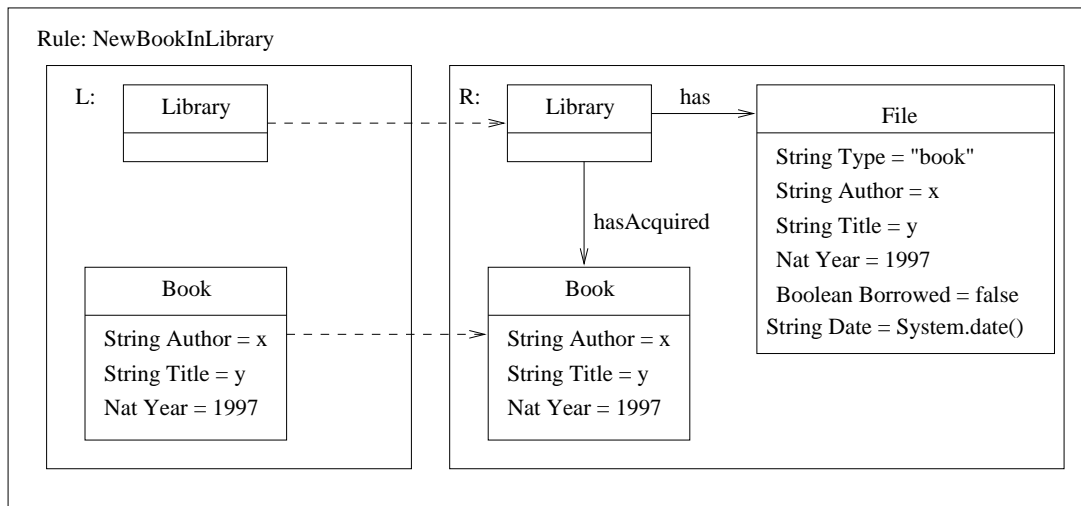 Rule: NewBookInLibrary
L:
Library
Book
String Author = x
String Title = y
Nat Year = 1997
R:
Library
has
hasAcquired
Book
String Author = x
String Title = y
Nat Year = 1997
File
String Type = "book"
String Author = x
String Title = y
Nat Year = 1997
Boolean Borrowed = false
String Date = System.date()